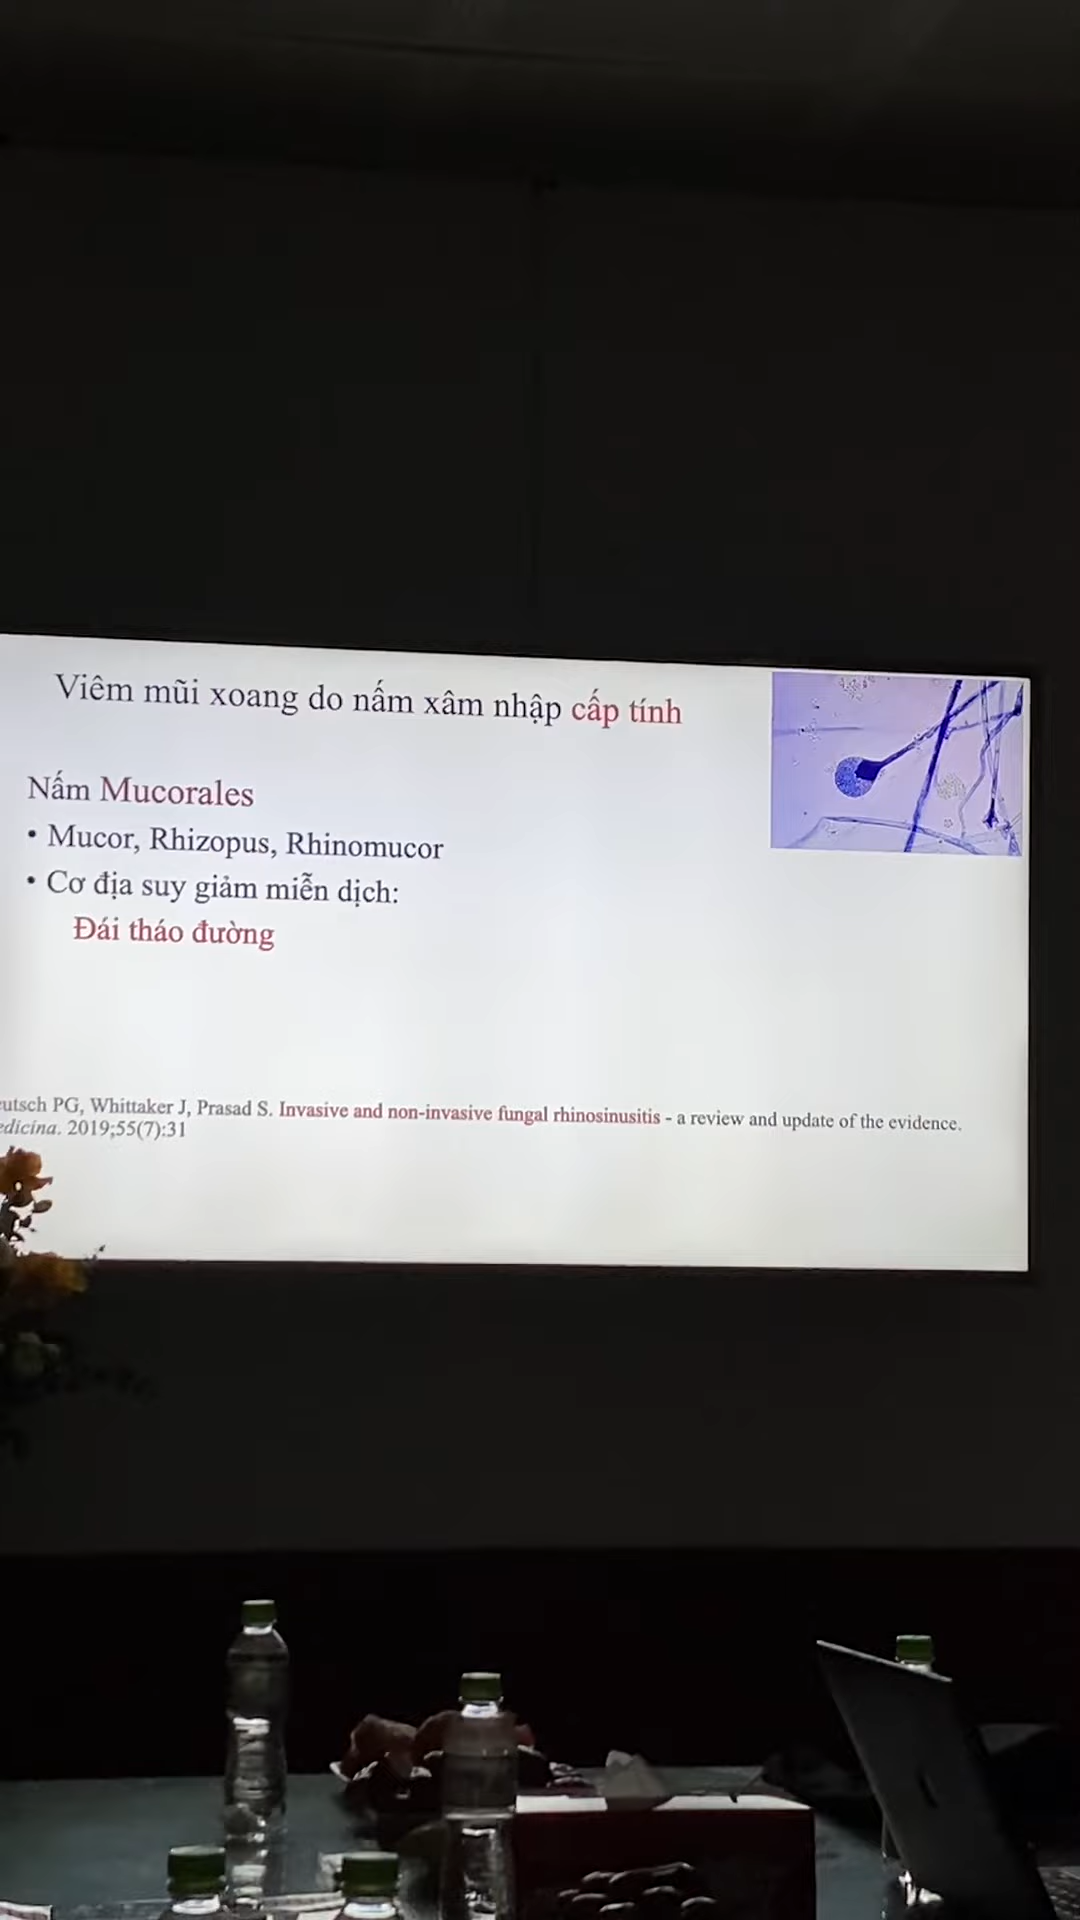 Viêm mũi xoang do nấm xâm nhập cấp tính
Nấm Mucorales
• Mucor, Rhizopus, Rhinomucor
• Cơ địa suy giảm miễn dịch:
Đái tháo đường
utsch PG, Whittaker J, Prasad S. Invasive and non-invasive fungal rhinosinusitis - a review and update of the evidence.
edicina. 2019;55(7):31